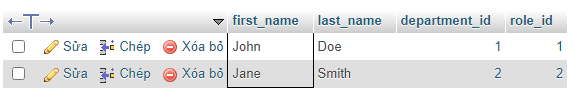 first_name last_name department_id role_id
Sửa Chép Xóa bỏ John Doe 1 1
Sửa Chép Xóa bỏ Jane Smith 2 2